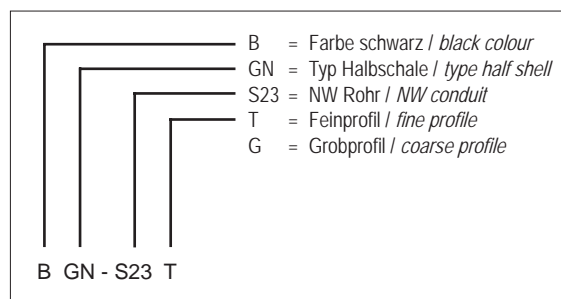 B = Farbe schwarz / black colour
GN = Typ Halbschale / type half shell
S23 = NW Rohr / NW conduit
T = Feinprofil / fine profile
G = Grobprofil / coarse profile
B GN - S23 T